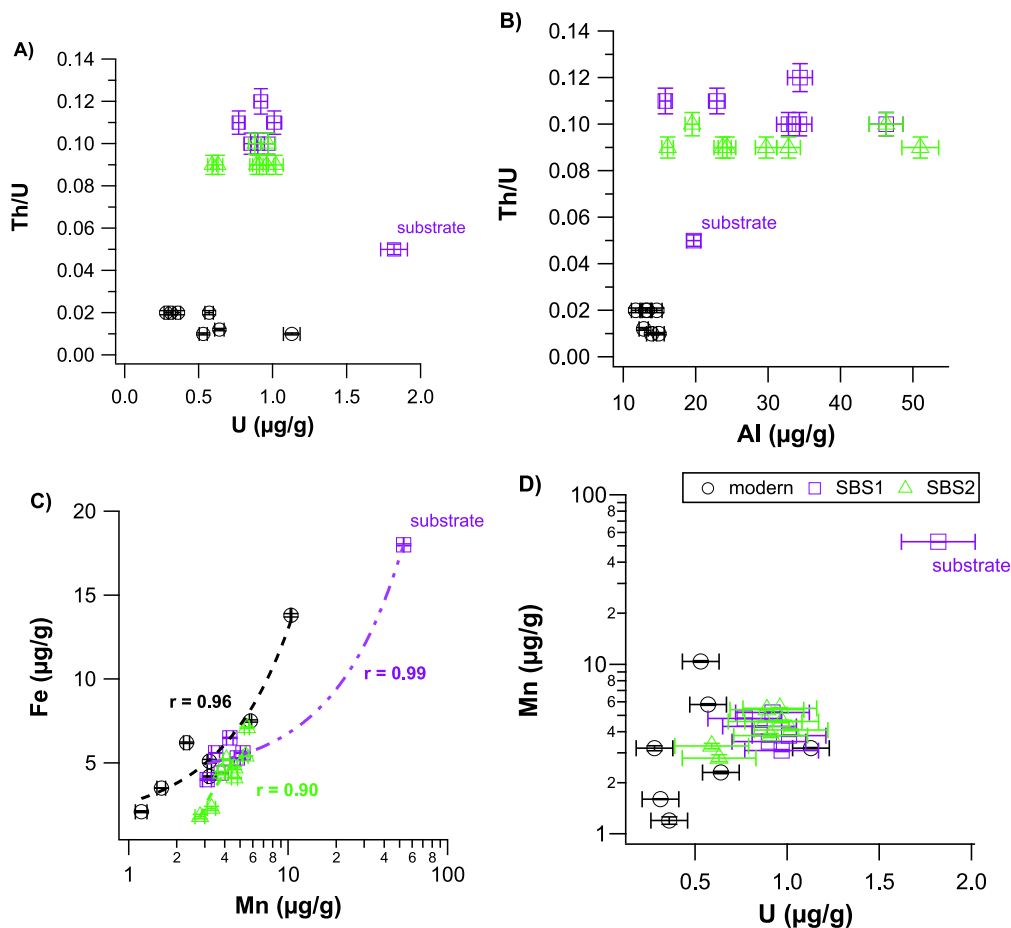 A)
0.14
0.12
0.10
0.08
0.06
0.04
0.02
0.00
Th/U
substrate
0.0 0.5 1.0 1.5 2.0
U (µg/g)
B)
0.14
0.12
0.10
0.08
0.06
0.04
0.02
0.00
Th/U
substrate
10 20 30 40 50
Al (µg/g)
C)
20
15
10
5
0
Fe (µg/g)
substrate
r = 0.96
r = 0.99
r = 0.90
1 2 4 6 8 10 2 4 6 8 100
Mn (µg/g)
D)
modern SBS1 SBS2
100
8
6
4
2
10
8
6
4
2
1
Mn (µg/g)
substrate
0.5 1.0 1.5 2.0
U (µg/g)